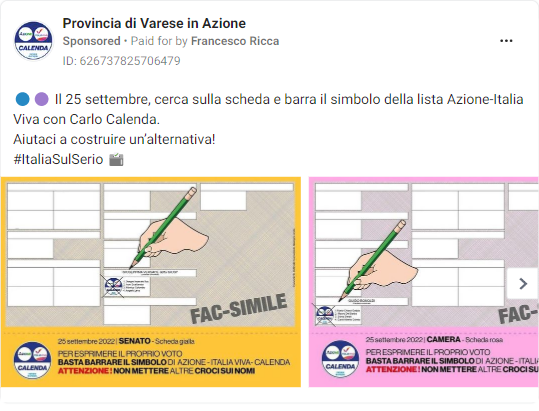 Provincia di Varese in Azione
Sponsored • Paid for by Francesco Ricca
ID: 626737825706479
Il 25 settembre, cerca sulla scheda e barra il simbolo della lista Azione-Italia
Viva con Carlo Calenda.
Aiutaci a costruire un'alternativa!
#ItaliaSulSerio
FAC-SIMILE
25 settembre 2022 | SENATO - Scheda gialla
PER ESPRIMERE IL PROPRIO VOTO
BASTA BARRARE IL SIMBOLO DI AZIONE - ITALIA VIVA - CALENDA
ATTENZIONE! NON METTERE ALTRE CROCI SUI NOMI
CALENDA
FAC-SIMILE
25 settembre 2022 | CAMERA - Scheda rosa
PER ESPRIMERE IL PROPRIO VOTO
BASTA BARRARE IL SIMBOLO DI AZIONE - ITALIA
ATTENZIONE! NON METTERE ALTRE CROCI SU
CALENDA